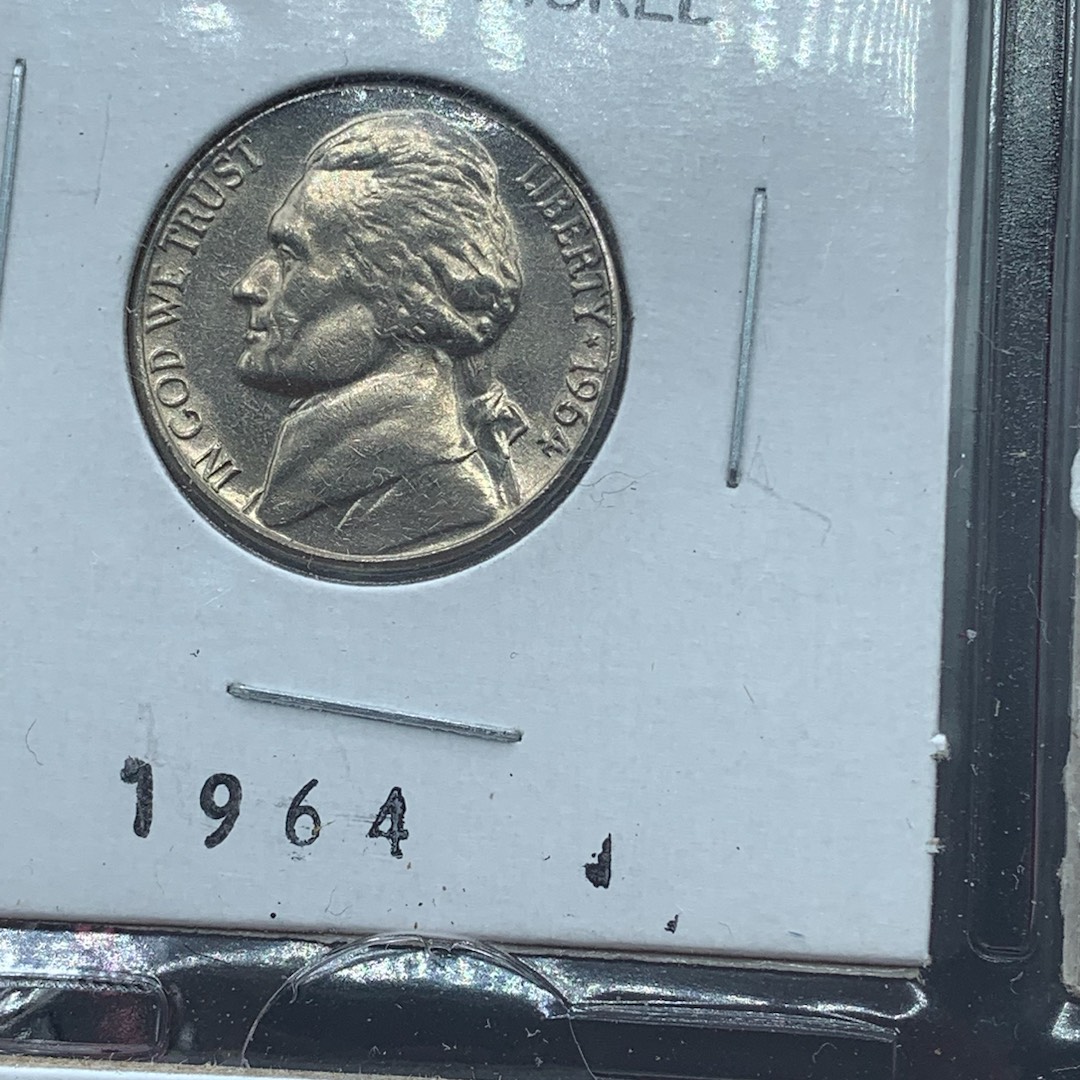 IN GOD WE TRUST
LIBERTY * 1964
1964